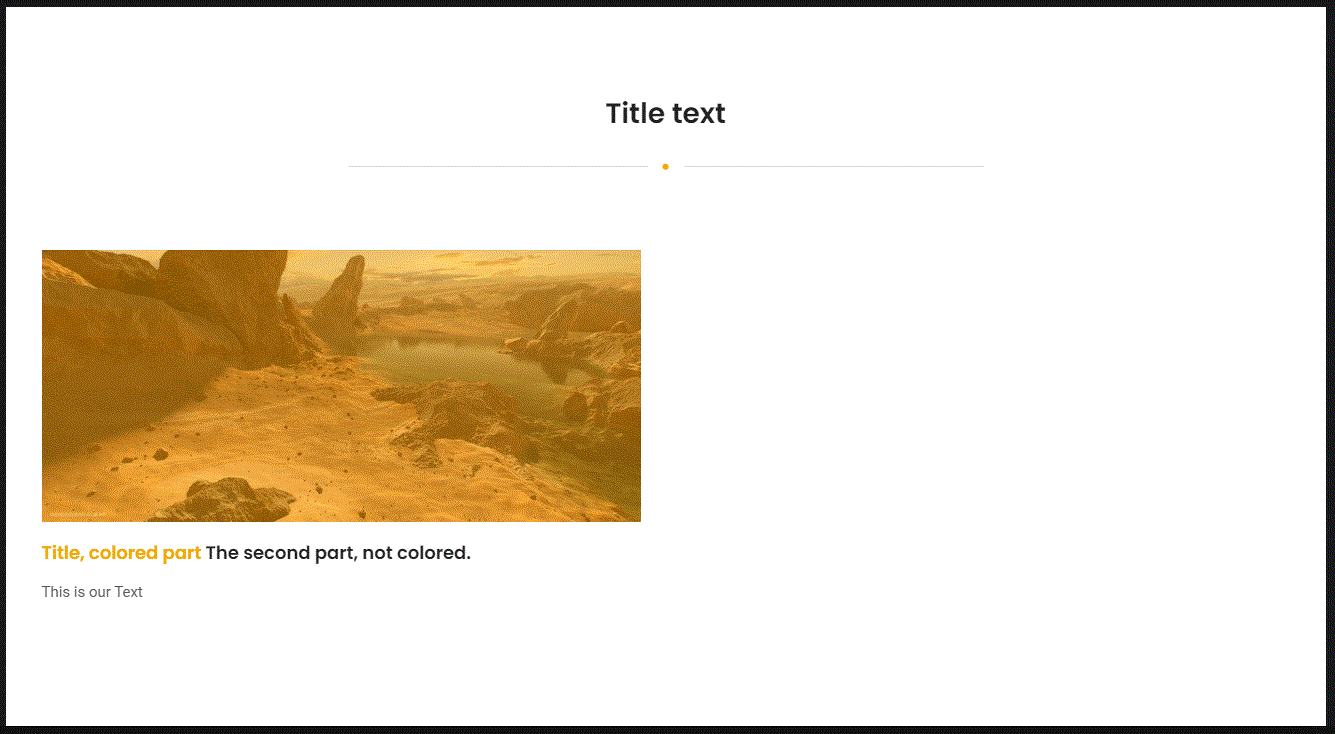 Title text
Title, colored part The second part, not colored.
This is our Text